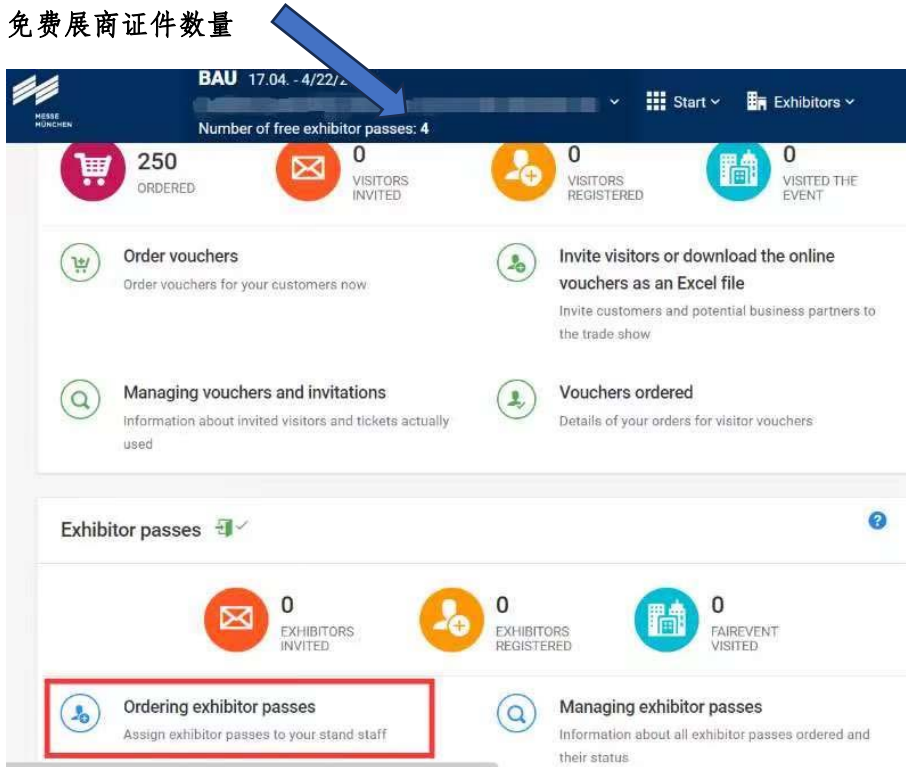 免费展商证件数量
MESSE
MÜNCHEN
BAU 17.04. - 4/22/2
Number of free exhibitor passes: 4
Start
Exhibitors
250
ORDERED
0
VISITORS
INVITED
0
VISITORS
REGISTERED
0
VISITED THE
EVENT
Order vouchers
Order vouchers for your customers now
Invite visitors or download the online
vouchers as an Excel file
Invite customers and potential business partners to
the trade show
Managing vouchers and invitations
Information about invited visitors and tickets actually
used
Vouchers ordered
Details of your orders for visitor vouchers
Exhibitor passes
?
0
EXHIBITORS
INVITED
0
EXHIBITORS
REGISTERED
0
FAIREVENT
VISITED
Ordering exhibitor passes
Assign exhibitor passes to your stand staff
Managing exhibitor passes
Information about all exhibitor passes ordered and
their status